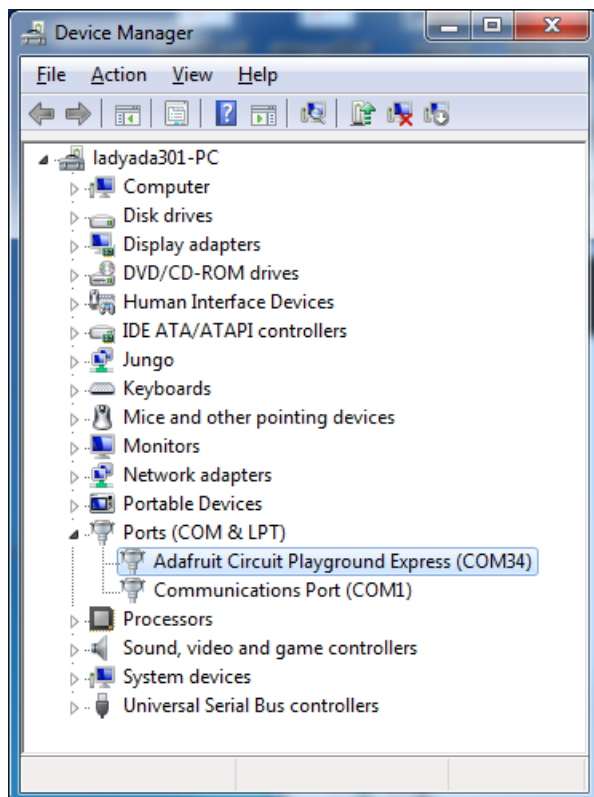 Device Manager
File Action View Help
ladyada301-PC
Computer
Disk drives
Display adapters
DVD/CD-ROM drives
Human Interface Devices
IDE ATA/ATAPI controllers
Jungo
Keyboards
Mice and other pointing devices
Monitors
Network adapters
Portable Devices
Ports (COM & LPT)
Adafruit Circuit Playground Express (COM34)
Communications Port (COM1)
Processors
Sound, video and game controllers
System devices
Universal Serial Bus controllers